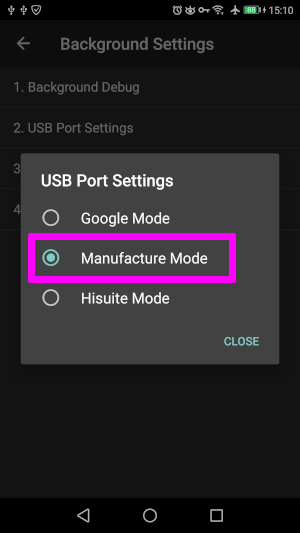 88
15:10
Background Settings
1. Background Debug
2. USB Port Settings
3
4
USB Port Settings
Google Mode
Manufacture Mode
Hisuite Mode
CLOSE